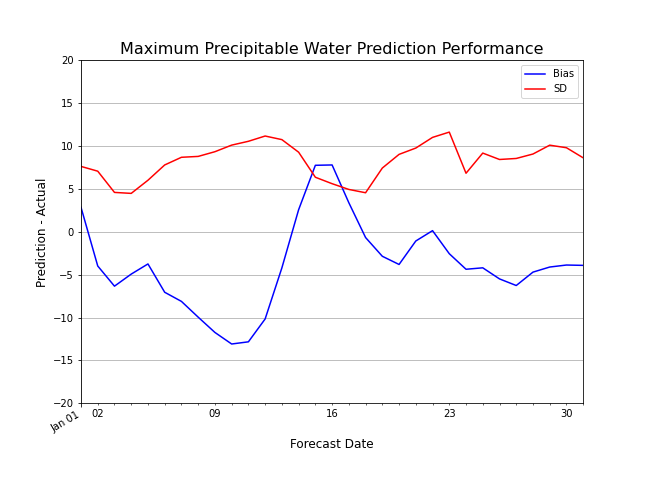 Maximum Precipitable Water Prediction Performance
20
15
10
5
0
−5
−10
−15
−20
Prediction - Actual
Bias
SD
Jan 01
02
09
16
23
30
Forecast Date